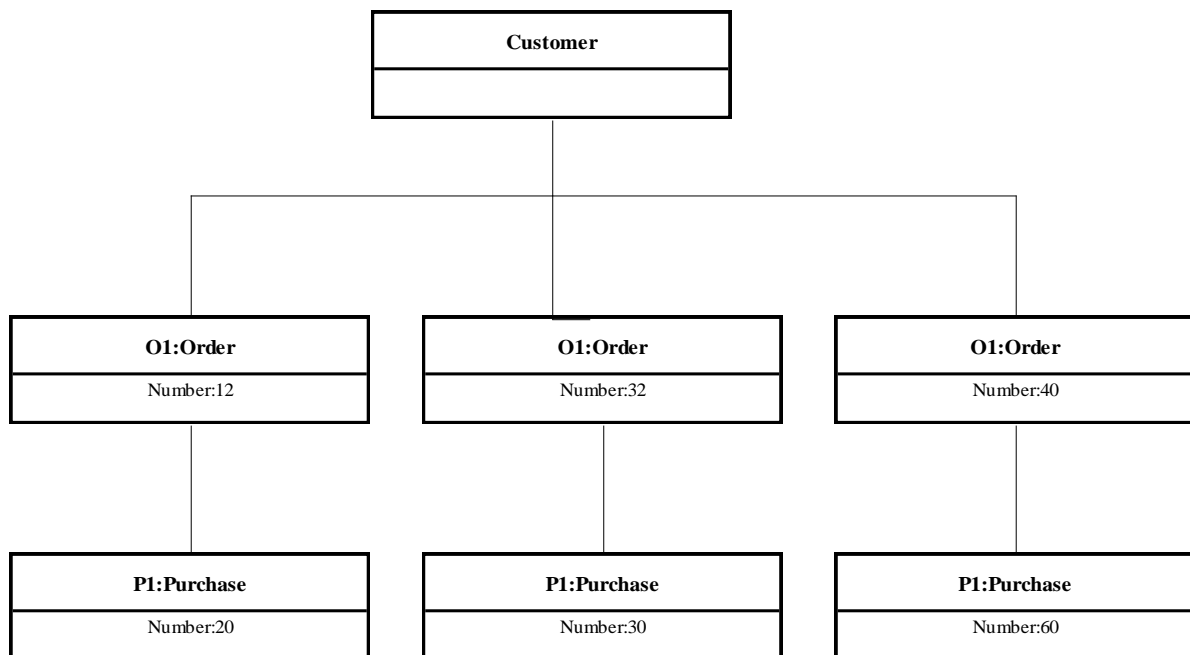 Customer
O1:Order
Number:12
O1:Order
Number:32
O1:Order
Number:40
P1:Purchase
Number:20
P1:Purchase
Number:30
P1:Purchase
Number:60